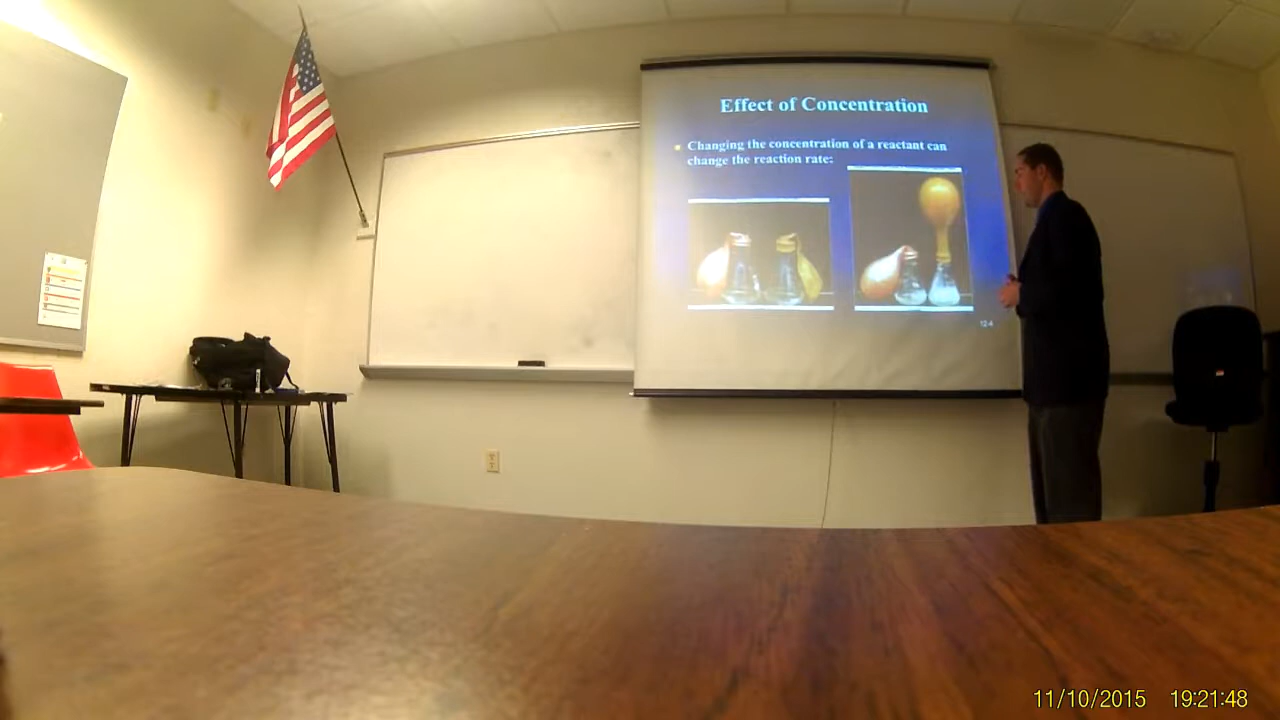 Effect of Concentration
Changing the concentration of a reactant can
change the reaction rate:
12-4
11/10/2015 19:21:48